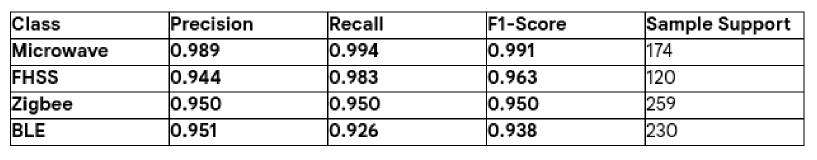 Class Precision Recall F1-Score Sample Support
Microwave 0.989 0.994 0.991 174
FHSS 0.944 0.983 0.963 120
Zigbee 0.950 0.950 0.950 259
BLE 0.951 0.926 0.938 230